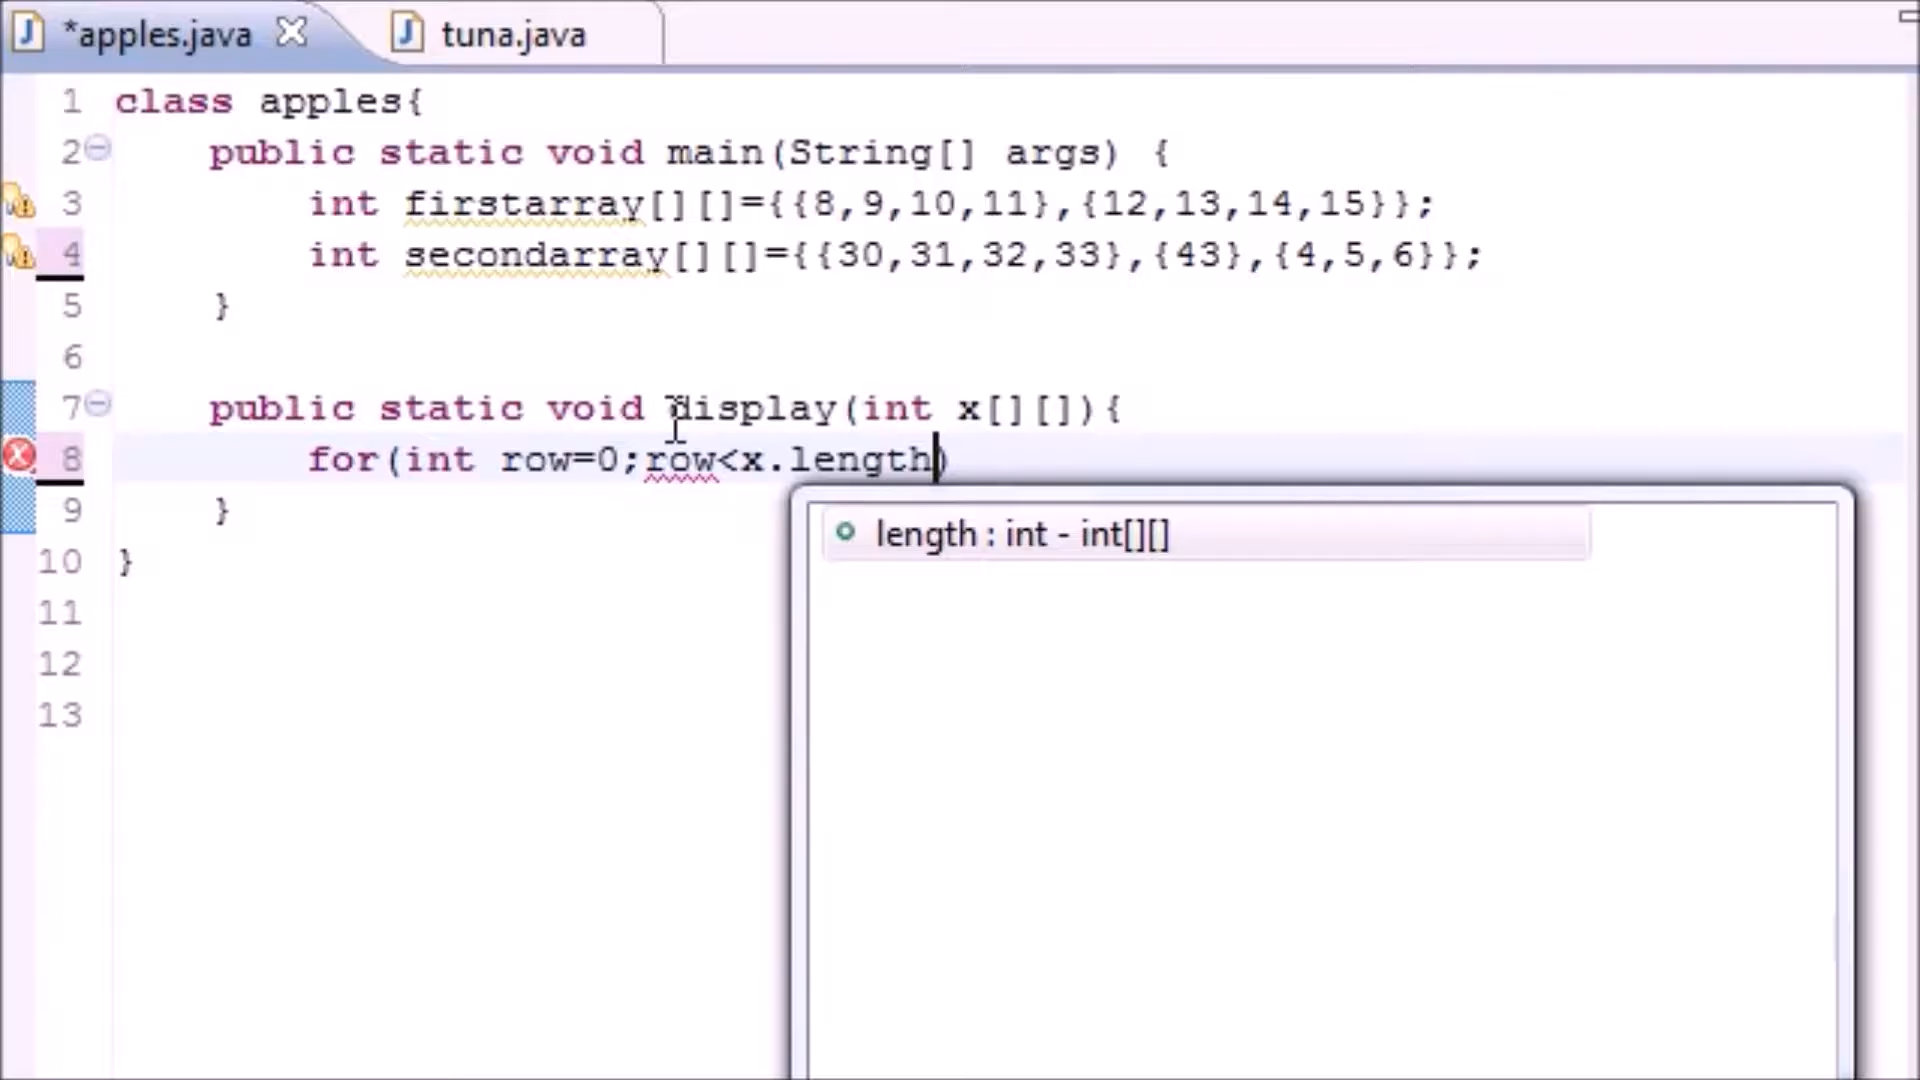 *apples.java tuna.java
1 class apples{
2 public static void main(String[] args) {
3 int firstarray[][]={{8,9,10,11},{12,13,14,15}};
4 int secondarray[][]={{30,31,32,33},{43},{4,5,6}};
5 }
6
7 public static void display(int x[][]){
8 for(int row=0;row<x.length)
9 }
length : int - int[][]
10 }
11
12
13